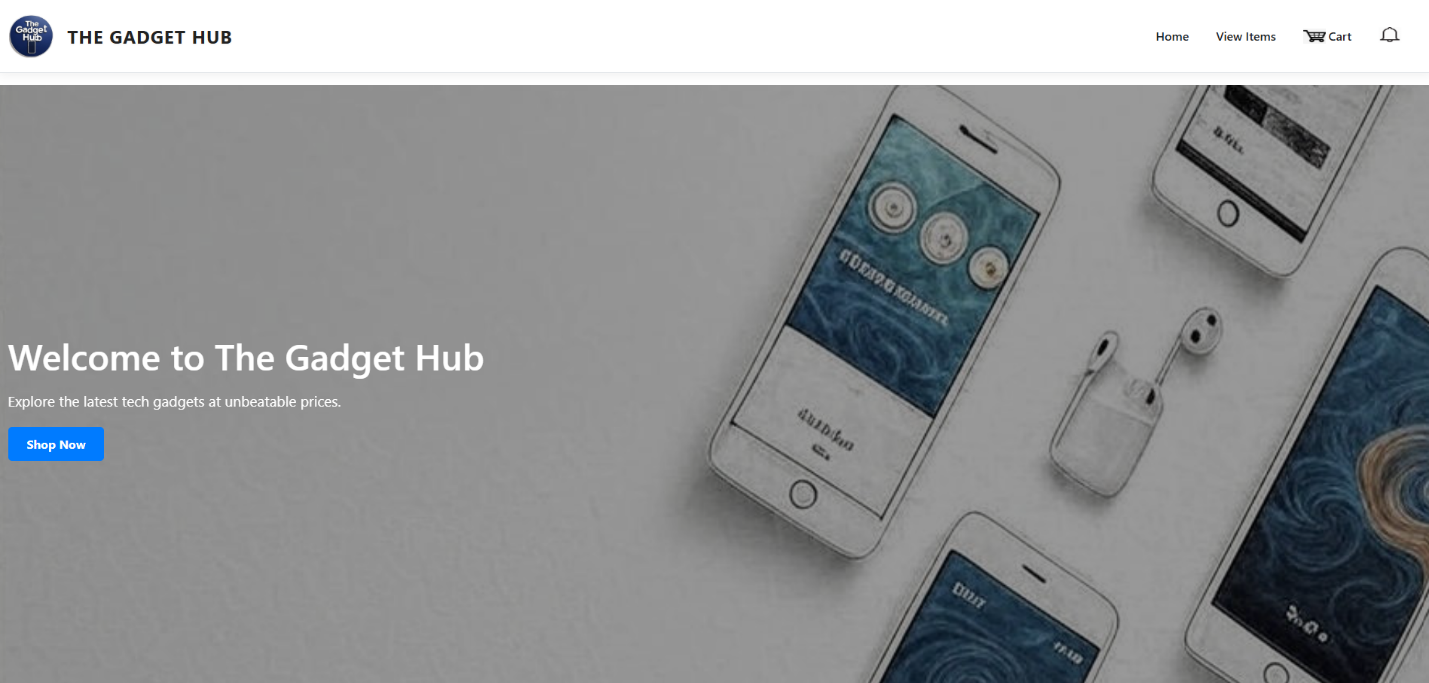 The
Gadget
Hub
THE GADGET HUB
Home
View Items
Cart
Welcome to The Gadget Hub
Explore the latest tech gadgets at unbeatable prices.
Shop Now